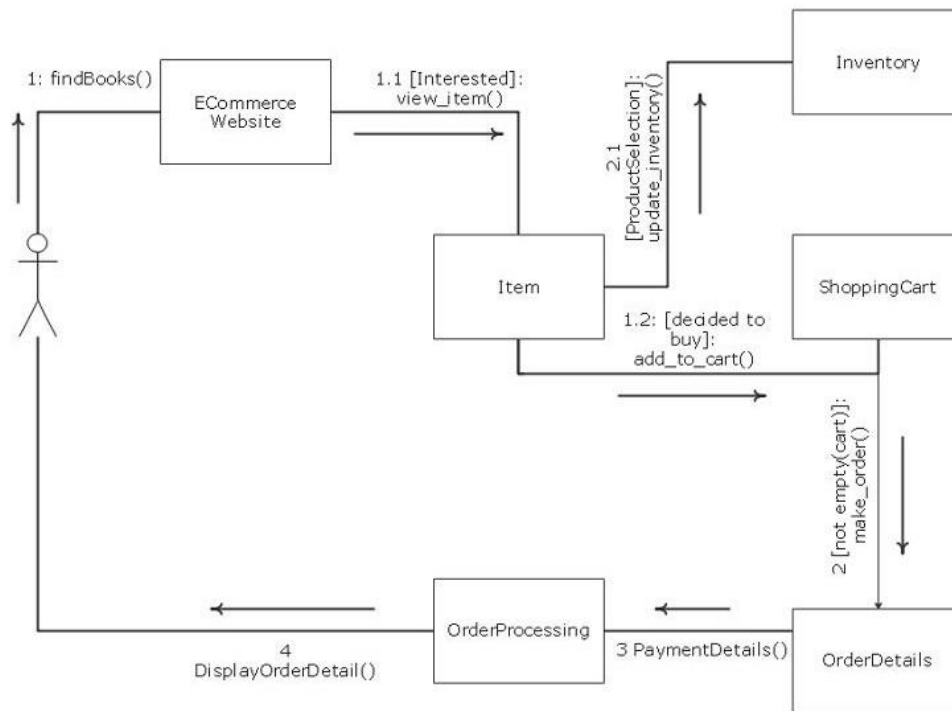 1: findBooks()
ECommerce
Website
1.1 [Interested]:
view_item()
Inventory
2.1
[ProductSelection]
update_inventory()
Item
ShoppingCart
1.2: [decided to
buy]:
add_to_cart()
2 [not empty(cart)]:
make_order()
OrderProcessing
4
DisplayOrderDetail()
3 PaymentDetails()
OrderDetails